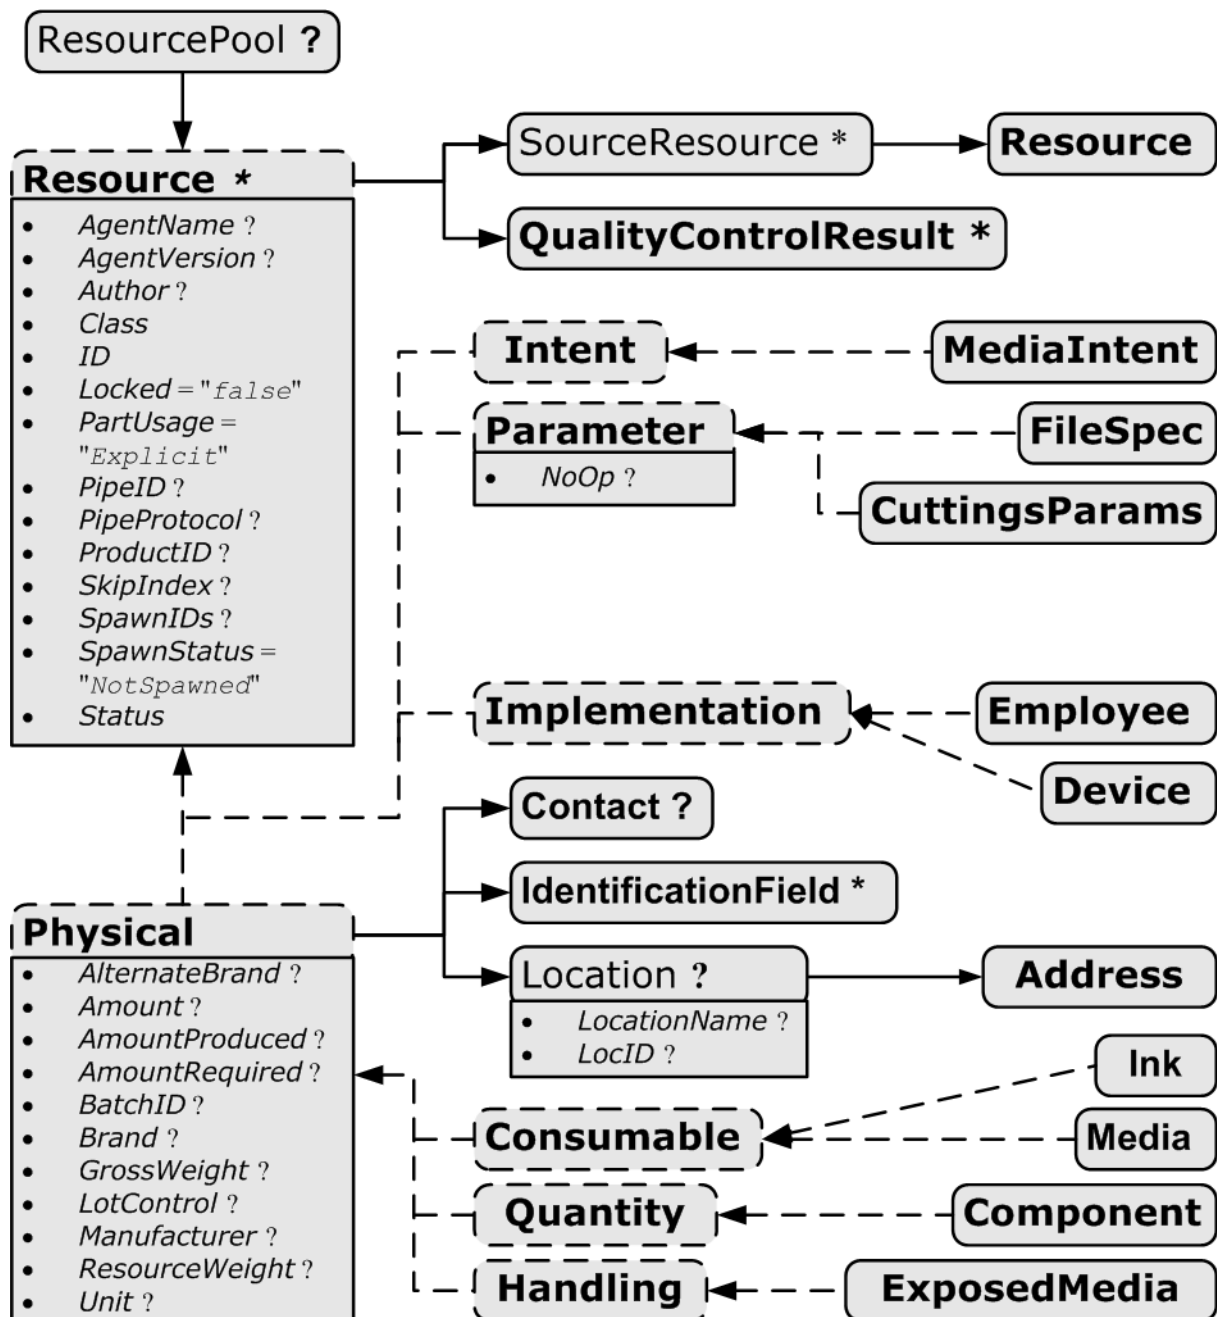 ResourcePool ?
Resource *
• AgentName ?
• AgentVersion ?
• Author ?
• Class
• ID
• Locked = "false"
• PartUsage =
"Explicit"
• PipeID ?
• PipeProtocol ?
• ProductID ?
• SkipIndex ?
• SpawnIDs ?
• SpawnStatus =
"NotSpawned"
• Status
SourceResource *
Resource
QualityControlResult *
Intent
MediaIntent
Parameter
• NoOp ?
FileSpec
CuttingsParams
Implementation
Employee
Device
Physical
• AlternateBrand ?
• Amount ?
• AmountProduced ?
• AmountRequired ?
• BatchID ?
• Brand ?
• GrossWeight ?
• LotControl ?
• Manufacturer ?
• ResourceWeight ?
• Unit ?
Contact ?
IdentificationField *
Location ?
• LocationName ?
• LocID ?
Address
Consumable
Ink
Media
Quantity
Component
Handling
ExposedMedia